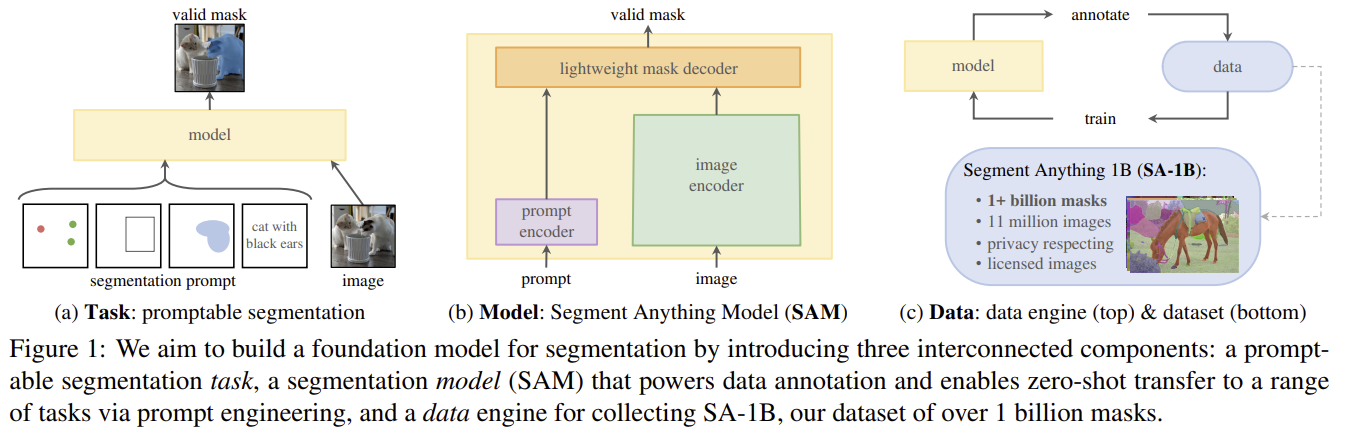 valid mask
model
cat with
black ears
segmentation prompt
image
(a) Task: promptable segmentation
valid mask
lightweight mask decoder
image
encoder
prompt
encoder
prompt
image
(b) Model: Segment Anything Model (SAM)
annotate
model
data
train
Segment Anything 1B (SA-1B):
• 1+ billion masks
• 11 million images
• privacy respecting
• licensed images
(c) Data: data engine (top) & dataset (bottom)
Figure 1: We aim to build a foundation model for segmentation by introducing three interconnected components: a prompt-
able segmentation task, a segmentation model (SAM) that powers data annotation and enables zero-shot transfer to a range
of tasks via prompt engineering, and a data engine for collecting SA-1B, our dataset of over 1 billion masks.